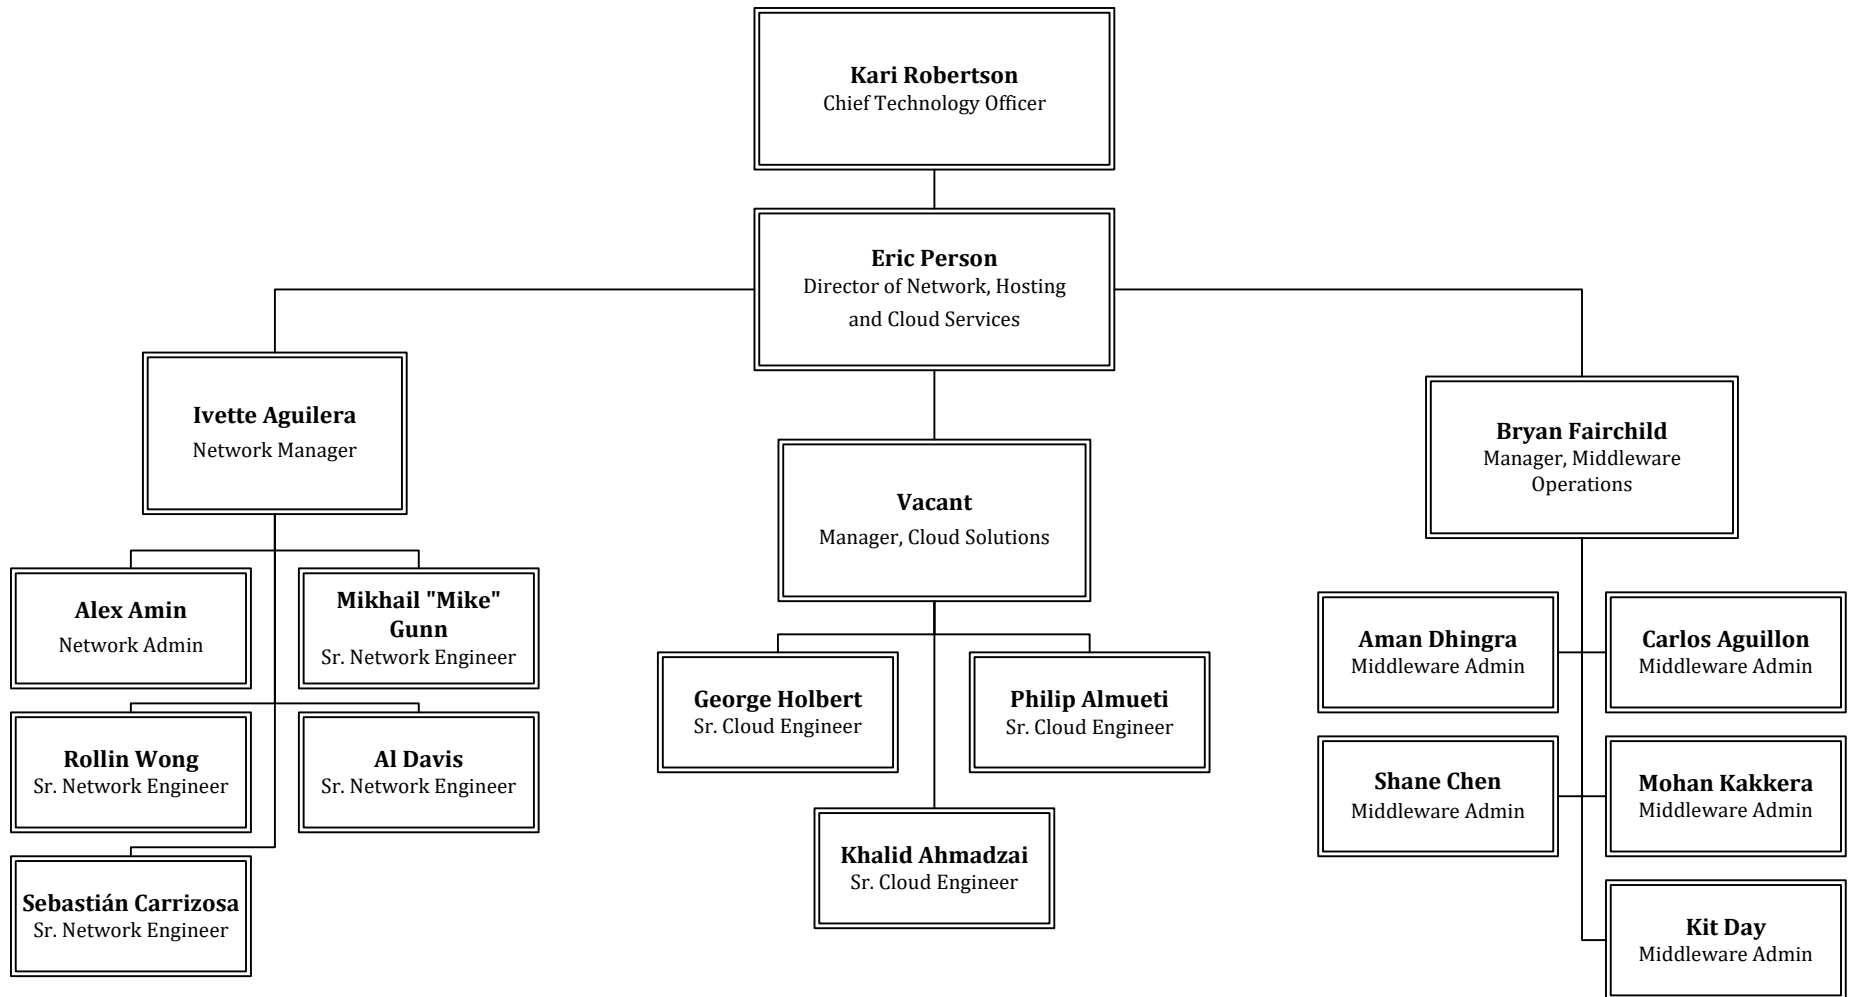 Kari Robertson
Chief Technology Officer
Eric Person
Director of Network, Hosting
and Cloud Services
Ivette Aguilera
Network Manager
Vacant
Manager, Cloud Solutions
Bryan Fairchild
Manager, Middleware
Operations
Alex Amin
Network Admin
Mikhail "Mike"
Gunn
Sr. Network Engineer
Rollin Wong
Sr. Network Engineer
Al Davis
Sr. Network Engineer
Sebastián Carrizosa
Sr. Network Engineer
George Holbert
Sr. Cloud Engineer
Philip Almueti
Sr. Cloud Engineer
Khalid Ahmadzai
Sr. Cloud Engineer
Aman Dhingra
Middleware Admin
Carlos Aguillon
Middleware Admin
Shane Chen
Middleware Admin
Mohan Kakkera
Middleware Admin
Kit Day
Middleware Admin